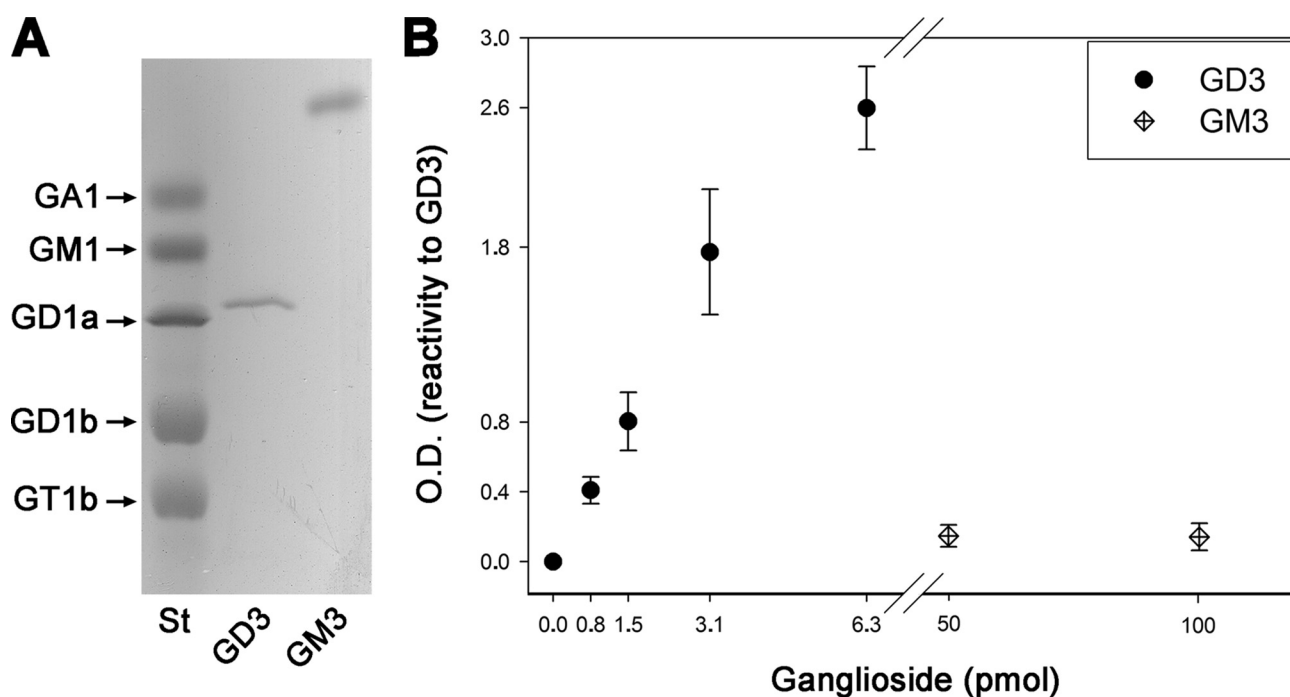 A
GA1
GM1
GD1a
GD1b
GT1b
St
GD3
GM3
B
O.D. (reactivity to GD3)
3.0
2.6
1.8
0.8
0.4
0.0
GD3
GM3
0.0 0.8 1.5 3.1 6.3 50 100
Ganglioside (pmol)